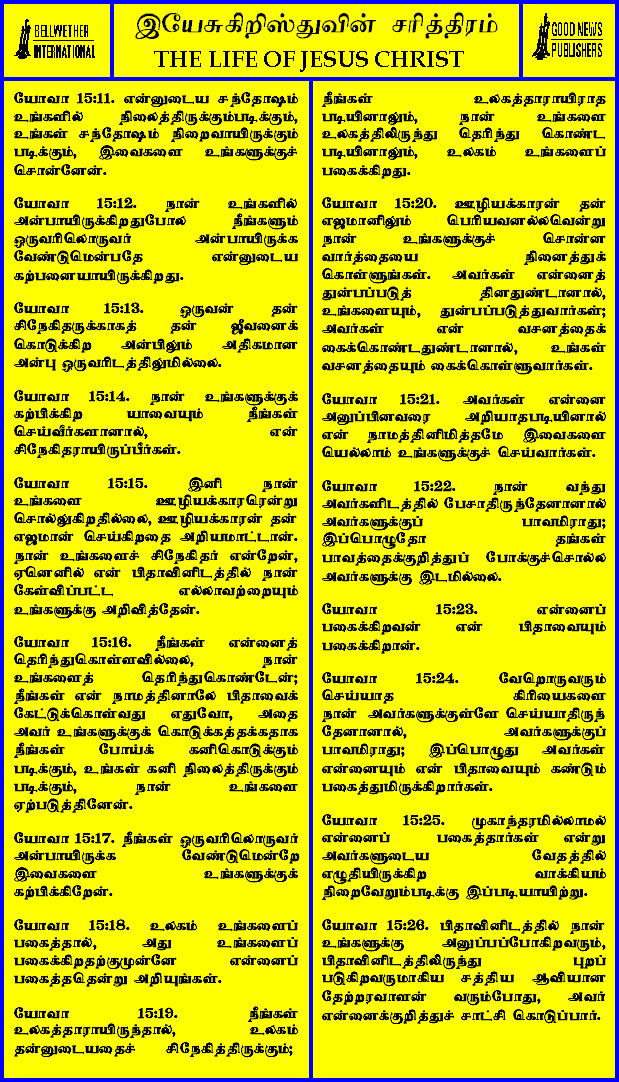 BELLWETHER
INTERNATIONAL
இயேசுகிறிஸ்துவின் சரித்திரம்
THE LIFE OF JESUS CHRIST
GOOD NEWS
PUBLISHERS
யோவா 15:11. என்னுடைய சந்தோஷம்
உங்களில் நிலைத்திருக்கும்படிக்கும்,
உங்கள் சந்தோஷம் நிறைவாயிருக்கும்
படிக்கும், இவைகளை உங்களுக்குச்
சொன்னேன்.
யோவா 15:12. நான் உங்களில்
அன்பாயிருக்கிறதுபோல நீங்களும்
ஒருவரிலொருவர் அன்பாயிருக்க
வேண்டுமென்பதே என்னுடைய
கற்பனையாயிருக்கிறது.
யோவா 15:13. ஒருவன் தன்
சிநேகிதருக்காகத் தன் ஜீவனைக்
கொடுக்கிற அன்பிலும் அதிகமான
அன்பு ஒருவரிடத்திலுமில்லை.
யோவா 15:14. நான் உங்களுக்குக்
கற்பிக்கிற யாவையும் நீங்கள்
செய்வீர்களானால், என்
சிநேகிதராயிருப்பீர்கள்.
யோவா 15:15. இனி நான்
உங்களை ஊழியக்காரரென்று
சொல்லுகிறதில்லை, ஊழியக்காரன் தன்
எஜமான் செய்கிறதை அறியமாட்டான்.
நான் உங்களைச் சிநேகிதர் என்றேன்,
ஏனெனில் என் பிதாவினிடத்தில் நான்
கேள்விப்பட்ட எல்லாவற்றையும்
உங்களுக்கு அறிவித்தேன்.
யோவா 15:16. நீங்கள் என்னைத்
தெரிந்துகொள்ளவில்லை, நான்
உங்களைத் தெரிந்துகொண்டேன்;
நீங்கள் என் நாமத்தினாலே பிதாவைக்
கேட்டுக்கொள்வது எதுவோ, அதை
அவர் உங்களுக்குக் கொடுக்கத்தக்கதாக
நீங்கள் போய்க் கனிகொடுக்கும்
படிக்கும், உங்கள் கனி நிலைத்திருக்கும்
படிக்கும், நான் உங்களை
ஏற்படுத்தினேன்.
யோவா 15:17. நீங்கள் ஒருவரிலொருவர்
அன்பாயிருக்க வேண்டுமென்றே
இவைகளை உங்களுக்குக்
கற்பிக்கிறேன்.
யோவா 15:18. உலகம் உங்களைப்
பகைத்தால், அது உங்களைப்
பகைக்கிறதற்குமுன்னே என்னைப்
பகைத்ததென்று அறியுங்கள்.
யோவா 15:19. நீங்கள்
உலகத்தாராயிருந்தால், உலகம்
தன்னுடையதைச் சிநேகித்திருக்கும்;
நீங்கள் உலகத்தாராயிராத
படியினாலும், நான் உங்களை
உலகத்திலிருந்து தெரிந்து கொண்ட
படியினாலும், உலகம் உங்களைப்
பகைக்கிறது.
யோவா 15:20. ஊழியக்காரன் தன்
எஜமானிலும் பெரியவனல்லவென்று
நான் உங்களுக்குச் சொன்ன
வார்த்தையை நினைத்துக்
கொள்ளுங்கள். அவர்கள் என்னைத்
துன்பப்படுத் தினதுண்டானால்,
உங்களையும், துன்பப்படுத்துவார்கள்;
அவர்கள் என் வசனத்தைக்
கைக்கொண்டதுண்டானால், உங்கள்
வசனத்தையும் கைக்கொள்ளுவார்கள்.
யோவா 15:21. அவர்கள் என்னை
அனுப்பினவரை அறியாதபடியினால்
என் நாமத்தினிமித்தமே இவைகளை
யெல்லாம் உங்களுக்குச் செய்வார்கள்.
யோவா 15:22. நான் வந்து
அவர்களிடத்தில் பேசாதிருந்தேனானால்
அவர்களுக்குப் பாவமிராது;
இப்பொழுதோ தங்கள்
பாவத்தைக்குறித்துப் போக்குச்சொல்ல
அவர்களுக்கு இடமில்லை.
யோவா 15:23. என்னைப்
பகைக்கிறவன் என் பிதாவையும்
பகைக்கிறான்.
யோவா 15:24. வேறொருவரும்
செய்யாத கிரியைகளை
நான் அவர்களுக்குள்ளே செய்யாதிருந்
தேனானால், அவர்களுக்குப்
பாவமிராது; இப்பொழுது அவர்கள்
என்னையும் என் பிதாவையும் கண்டும்
பகைத்துமிருக்கிறார்கள்.
யோவா 15:25. முகாந்தரமில்லாமல்
என்னைப் பகைத்தார்கள் என்று
அவர்களுடைய வேதத்தில்
எழுதியிருக்கிற வாக்கியம்
நிறைவேறும்படிக்கு இப்படியாயிற்று.
யோவா 15:26. பிதாவினிடத்தில் நான்
உங்களுக்கு அனுப்பப்போகிறவரும்,
பிதாவினிடத்திலிருந்து புறப்
படுகிறவருமாகிய சத்திய ஆவியான
தேற்றரவாளன் வரும்போது, அவர்
என்னைக்குறித்துச் சாட்சி கொடுப்பார்.